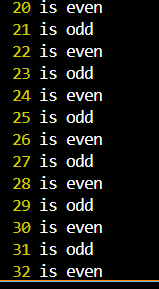 20 is even
21 is odd
22 is even
23 is odd
24 is even
25 is odd
26 is even
27 is odd
28 is even
29 is odd
30 is even
31 is odd
32 is even